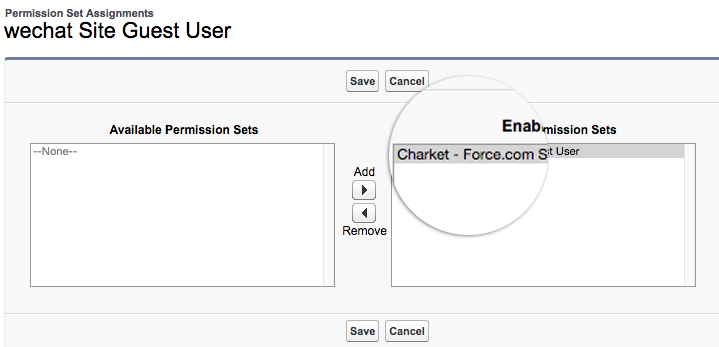 Permission Set Assignments
wechat Site Guest User
Save Cancel
Available Permission Sets
Enab mission Sets
--None--
Charket - Force.com S st User
Add
Remove
Save Cancel